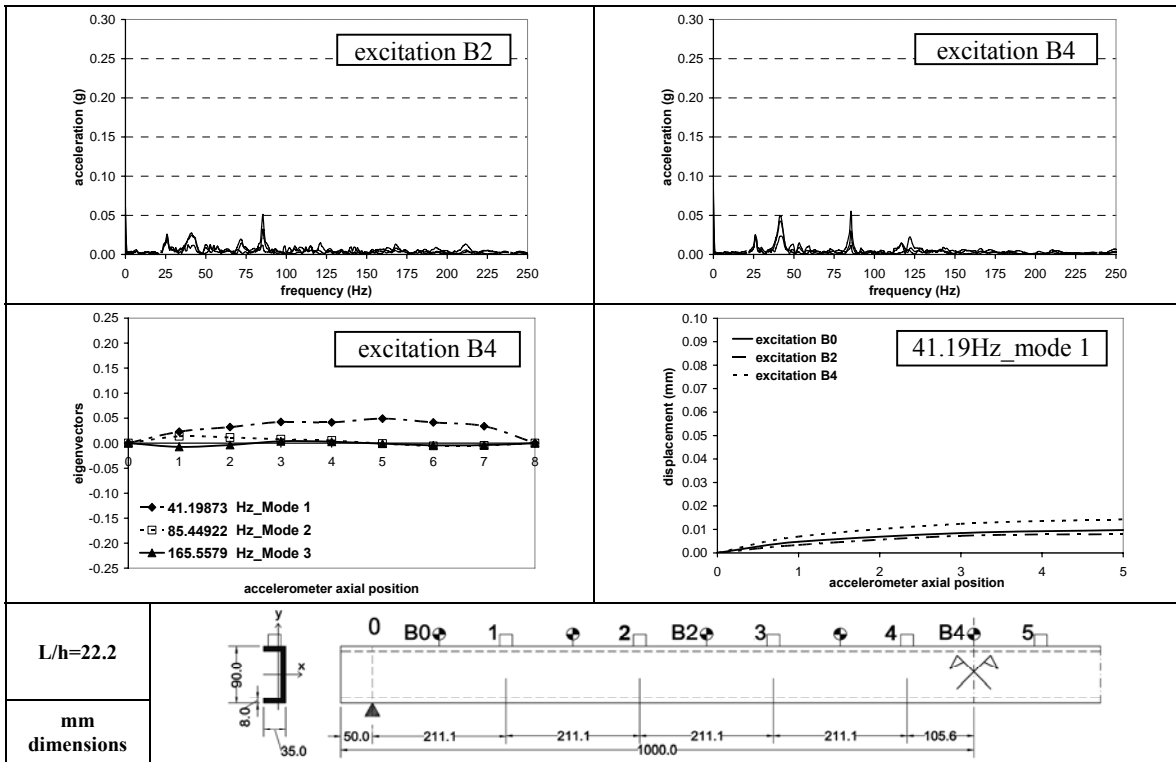 excitation B2
acceleration (g)
0.30
0.25
0.20
0.15
0.10
0.05
0.00
0 25 50 75 100 125 150 175 200 225 250
frequency (Hz)
excitation B4
acceleration (g)
0.30
0.25
0.20
0.15
0.10
0.05
0.00
0 25 50 75 100 125 150 175 200 225 250
frequency (Hz)
excitation B4
eigenvectors
0.25
0.20
0.15
0.10
0.05
0.00
-0.05
-0.10
-0.15
-0.20
-0.25
0 1 2 3 4 5 6 7 8
41.19873 Hz_Mode 1
85.44922 Hz_Mode 2
165.5579 Hz_Mode 3
accelerometer axial position
41.19Hz_mode 1
displacement (mm)
0.10
0.09
0.08
0.07
0.06
0.05
0.04
0.03
0.02
0.01
0.00
excitation B0
excitation B2
excitation B4
0 1 2 3 4 5
accelerometer axial position
L/h=22.2
mm
dimensions
y
x
90.0
8.0
35.0
0 B0 1 2 B2 3 4 B4 5
50.0 211.1 211.1 211.1 211.1 105.6
1000.0